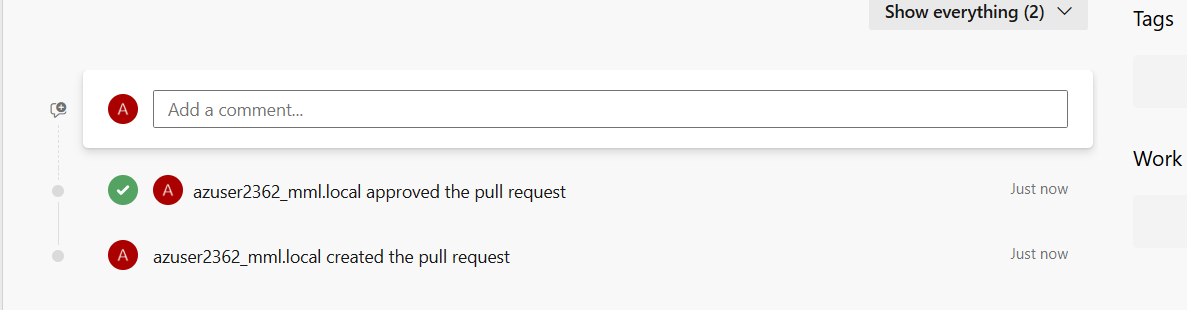 Show everything (2)
Tags
A
Add a comment...
Work
A
azuser2362_mml.local approved the pull request
Just now
A
azuser2362_mml.local created the pull request
Just now